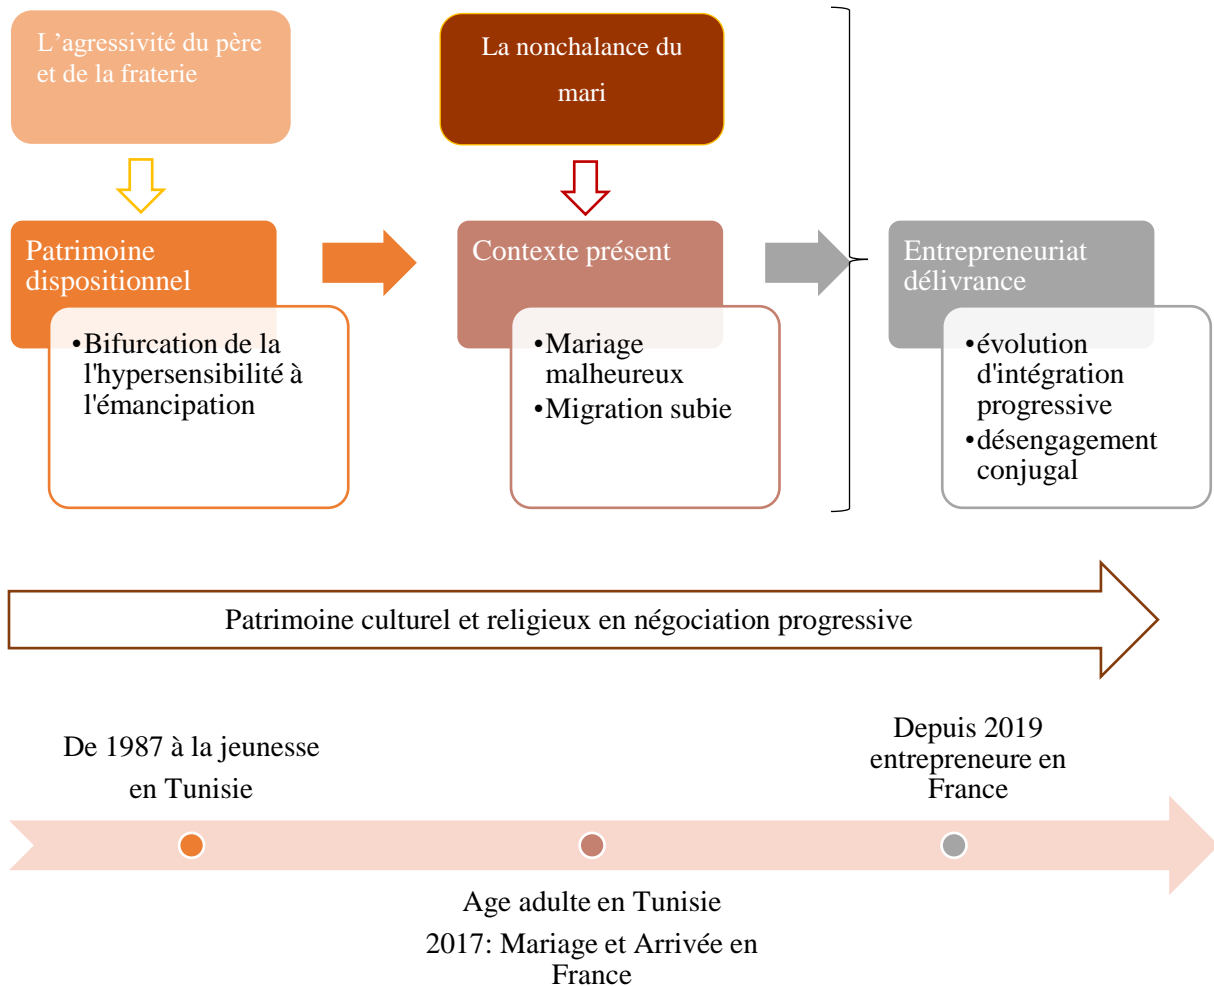 L’agressivité du père
et de la fraterie
La nonchalance du
mari
Patrimoine
dispositionnel
•Bifurcation de la
l'hypersensibilité à
l'émancipation
Contexte présent
•Mariage
malheureux
•Migration subie
Entrepreneuriat
délivrance
•évolution
d'intégration
progressive
•désengagement
conjugal
Patrimoine culturel et religieux en négociation progressive
De 1987 à la jeunesse
en Tunisie
Age adulte en Tunisie
2017: Mariage et Arrivée en
France
Depuis 2019
entrepreneure en
France